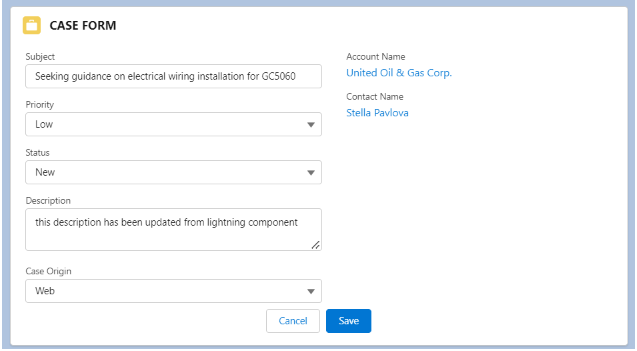 CASE FORM
Subject
Seeking guidance on electrical wiring installation for GC5060
Priority
Low
Status
New
Description
this description has been updated from lightning component
Case Origin
Web
Account Name
United Oil & Gas Corp.
Contact Name
Stella Pavlova
Cancel
Save